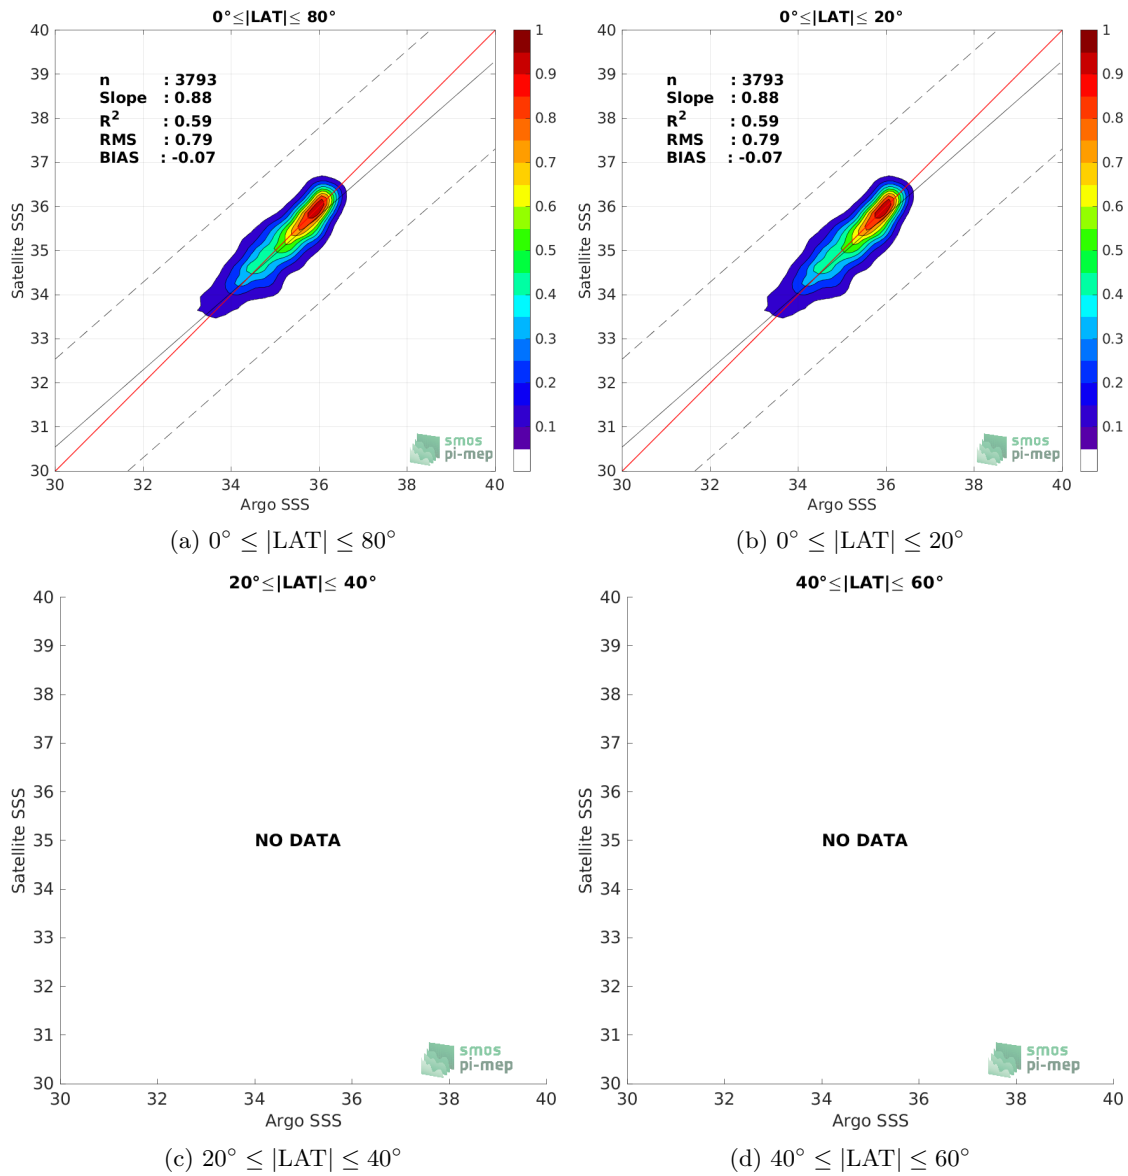 0°≤|LAT|≤ 80°
40
39
38
37
36
35
34
33
32
31
30
Satellite SSS
n : 3793
Slope : 0.88
R² : 0.59
RMS : 0.79
BIAS : -0.07
1
0.9
0.8
0.7
0.6
0.5
0.4
0.3
0.2
0.1
smos
pi-mep
30 32 34 36 38 40
Argo SSS
(a) 0° ≤ |LAT| ≤ 80°
0°≤|LAT|≤ 20°
40
39
38
37
36
35
34
33
32
31
30
Satellite SSS
n : 3793
Slope : 0.88
R² : 0.59
RMS : 0.79
BIAS : -0.07
1
0.9
0.8
0.7
0.6
0.5
0.4
0.3
0.2
0.1
smos
pi-mep
30 32 34 36 38 40
Argo SSS
(b) 0° ≤ |LAT| ≤ 20°
20°≤|LAT|≤ 40°
40
39
38
37
36
35
34
33
32
31
30
Satellite SSS
NO DATA
smos
pi-mep
30 32 34 36 38 40
Argo SSS
(c) 20° ≤ |LAT| ≤ 40°
40°≤|LAT|≤ 60°
40
39
38
37
36
35
34
33
32
31
30
Satellite SSS
NO DATA
smos
pi-mep
30 32 34 36 38 40
Argo SSS
(d) 40° ≤ |LAT| ≤ 60°